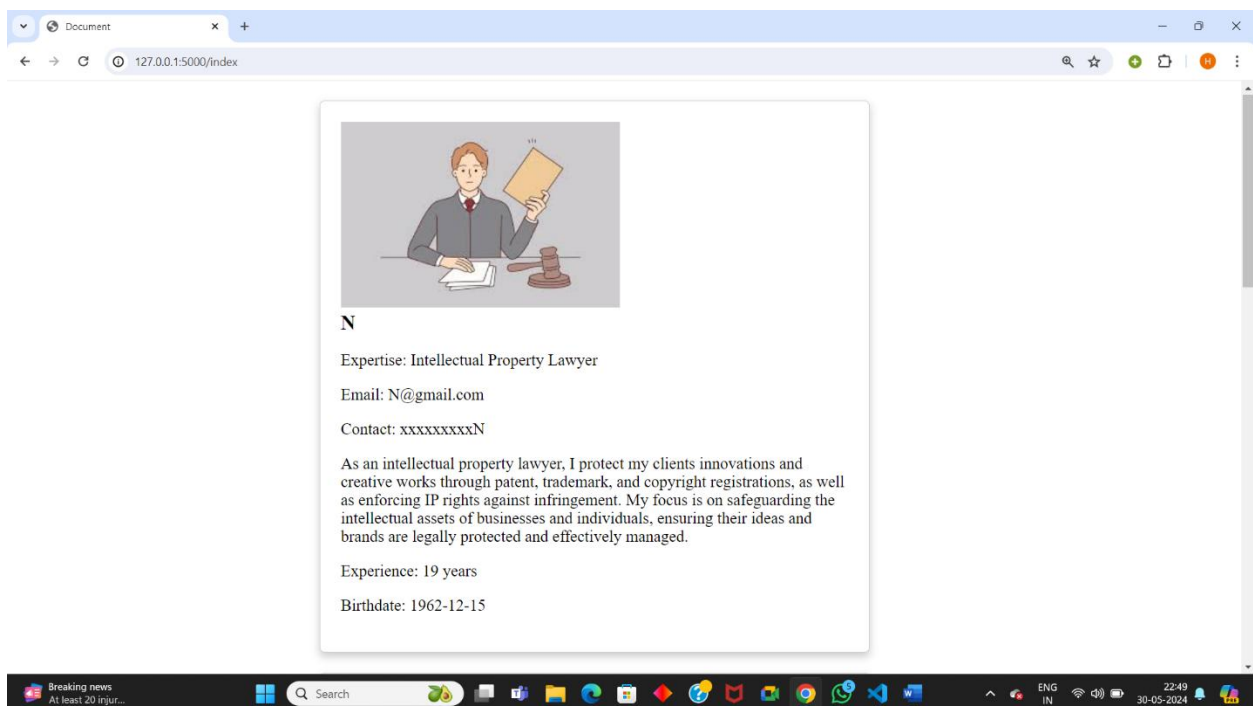 Document
127.0.0.1:5000/index
H
N
Expertise: Intellectual Property Lawyer
Email: N@gmail.com
Contact: xxxxxxxxxN
As an intellectual property lawyer, I protect my clients innovations and
creative works through patent, trademark, and copyright registrations, as well
as enforcing IP rights against infringement. My focus is on safeguarding the
intellectual assets of businesses and individuals, ensuring their ideas and
brands are legally protected and effectively managed.
Experience: 19 years
Birthdate: 1962-12-15
Breaking news
At least 20 injur...
Search
ENG
IN
22:49
30-05-2024